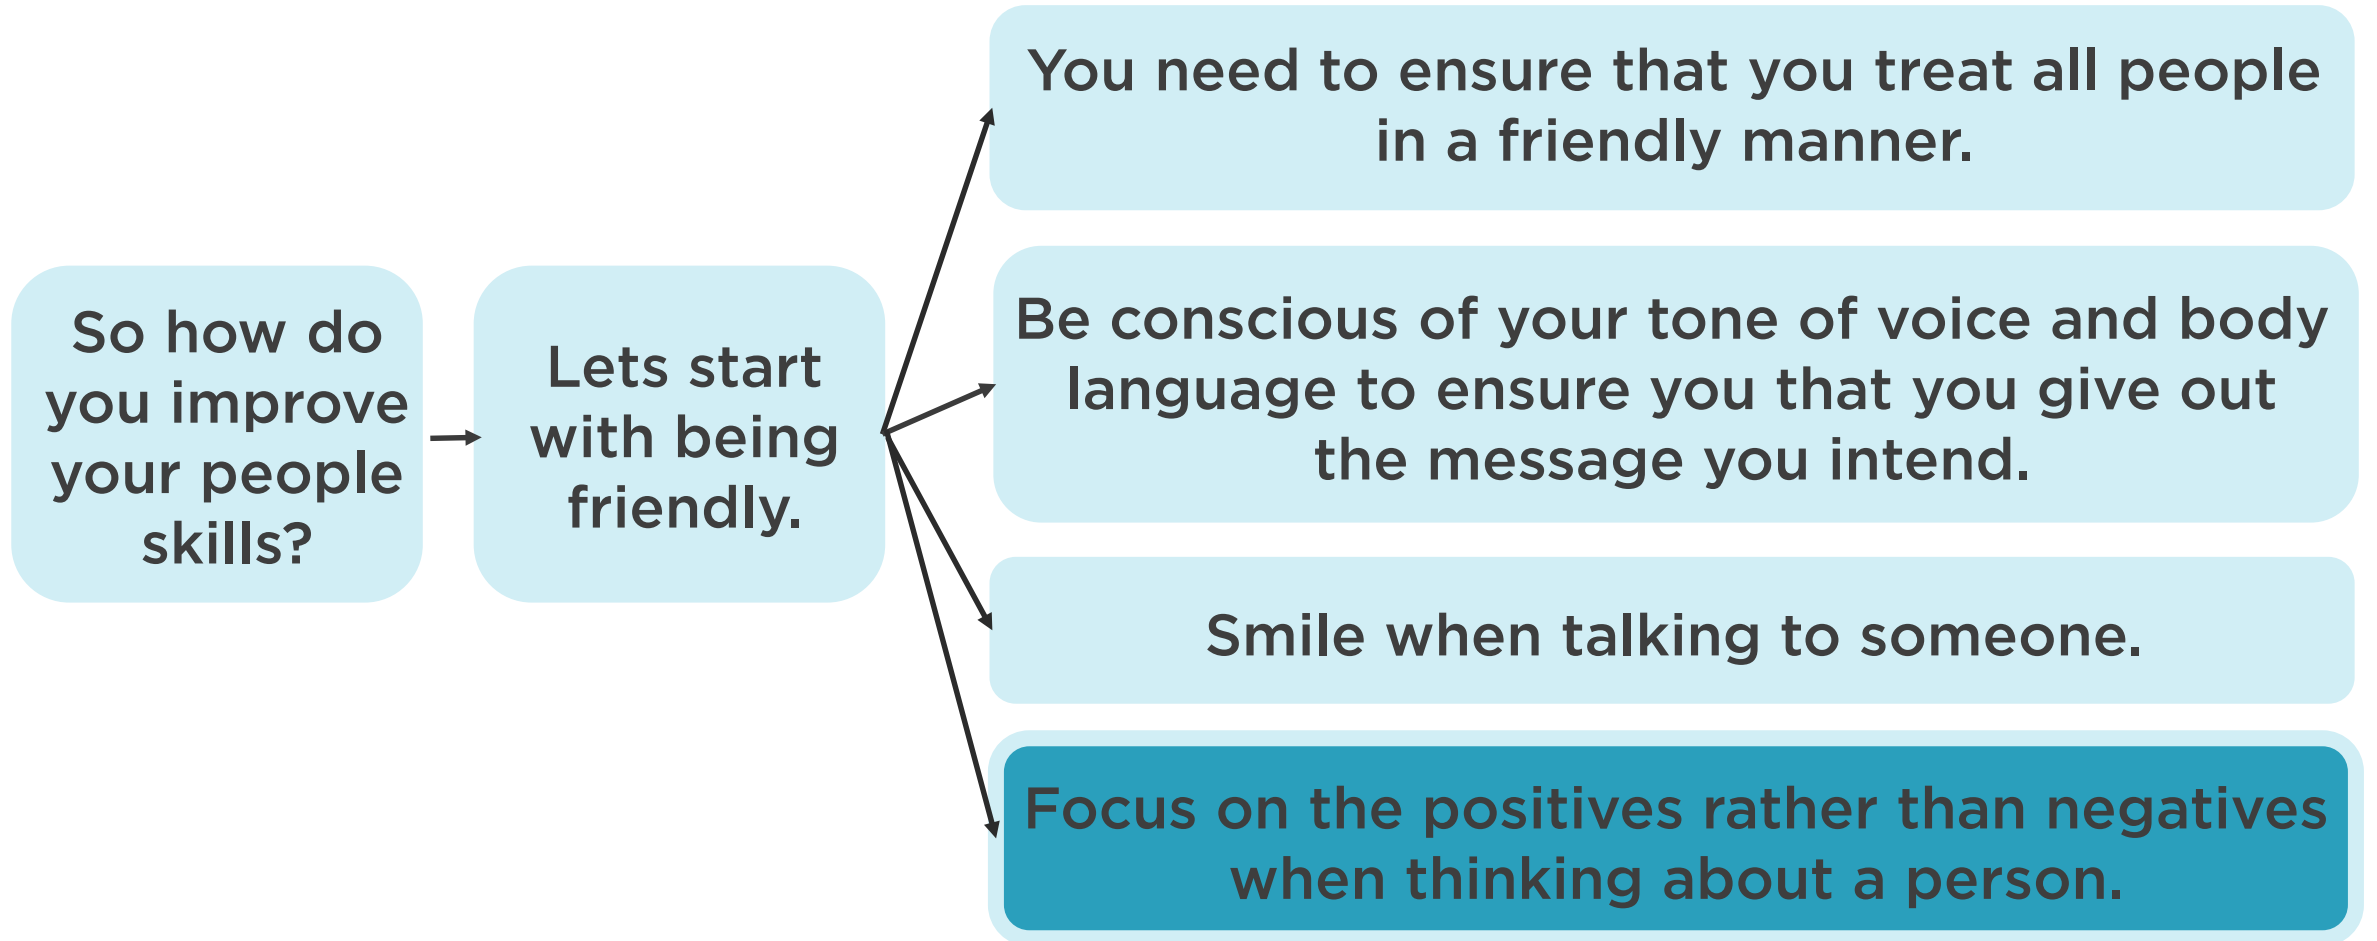 So how do
you improve
your people
skills?
Lets start
with being
friendly.
You need to ensure that you treat all people
in a friendly manner.
Be conscious of your tone of voice and body
language to ensure you that you give out
the message you intend.
Smile when talking to someone.
Focus on the positives rather than negatives
when thinking about a person.